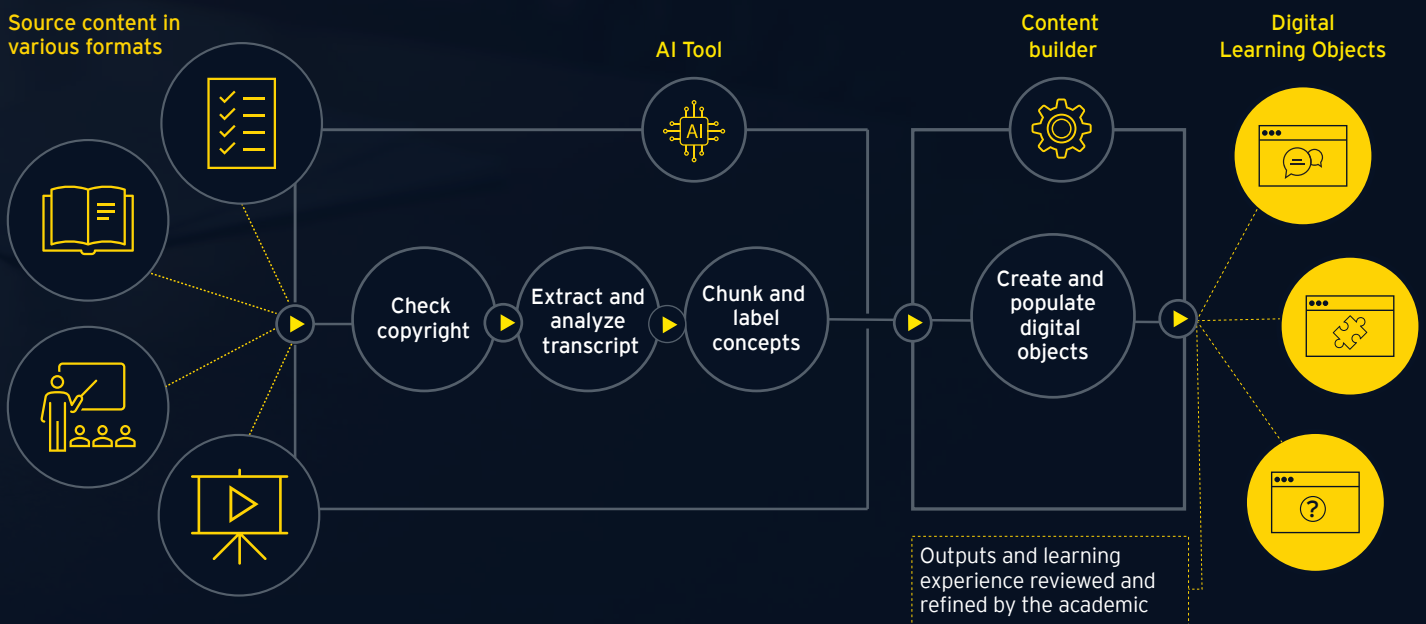 Source content in
various formats
AI Tool
Content
builder
Digital
Learning Objects
AI
Check
copyright
Extract and
analyze
transcript
Chunk and
label
concepts
Create and
populate
digital
objects
?
Outputs and learning
experience reviewed and
refined by the academic